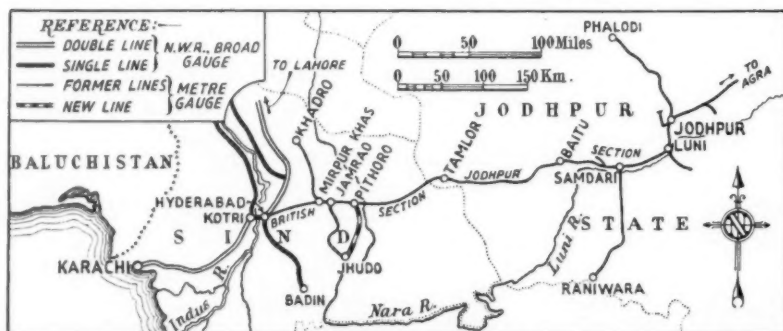 REFERENCE:-
DOUBLE LINE
SINGLE LINE
N.W.R., BROAD
GAUGE
FORMER LINES
NEW LINE
METRE
GAUGE
0 50 100 Miles
0 50 100 150 Km.
PHALODI
TO
AGRA
TO LAHORE
KHADRO
JODHPUR
JODHPUR
LUNI
BALUCHISTAN
MIRPUR KHAS
JAMRAO
PITHORO
TAMLOR
BAITU
SECTION
JODHPUR
SAMDARI
HYDERABAD
KOTRI
BRITISH
SECTION
SIND
STATE
N
KARACHI
JHUDO
Luni R.
Indus R.
BADIN
Nara R.
RANIWARA